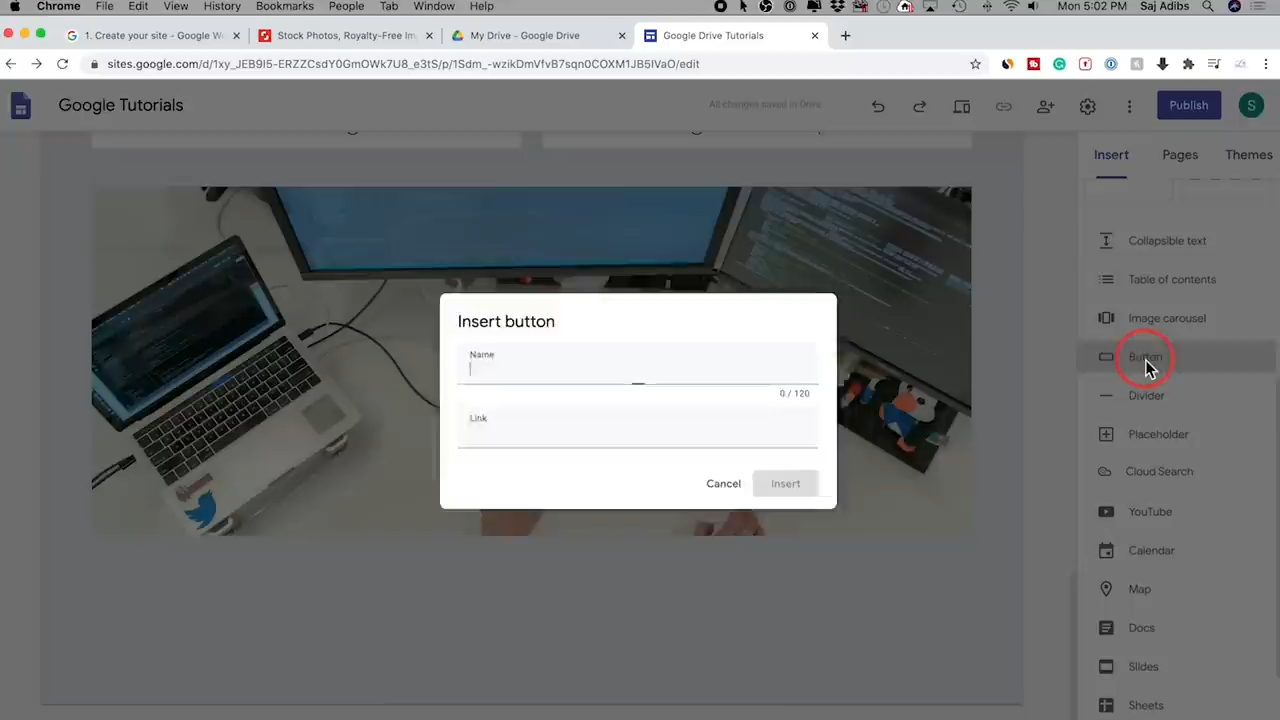 Chrome File Edit View History Bookmarks People Tab Window Help Mon 5:02 PM Saj Adibs
1. Create your site - Google W
Stock Photos, Royalty-Free Im
My Drive - Google Drive
Google Drive Tutorials
sites.google.com/d/1xy_JEB9I5-ERZZCsdY0GmOWk7U8_e3tS/p/1Sdm_-wzikDmVfvB7sqn0COXM1JB5IVaO/edit
Google Tutorials
All changes saved in Drive
Publish
S
Insert Pages Themes
Collapsible text
Table of contents
Image carousel
Button
Divider
Placeholder
Cloud Search
YouTube
Calendar
Map
Docs
Slides
Sheets
Insert button
Name
0 / 120
Link
Cancel Insert